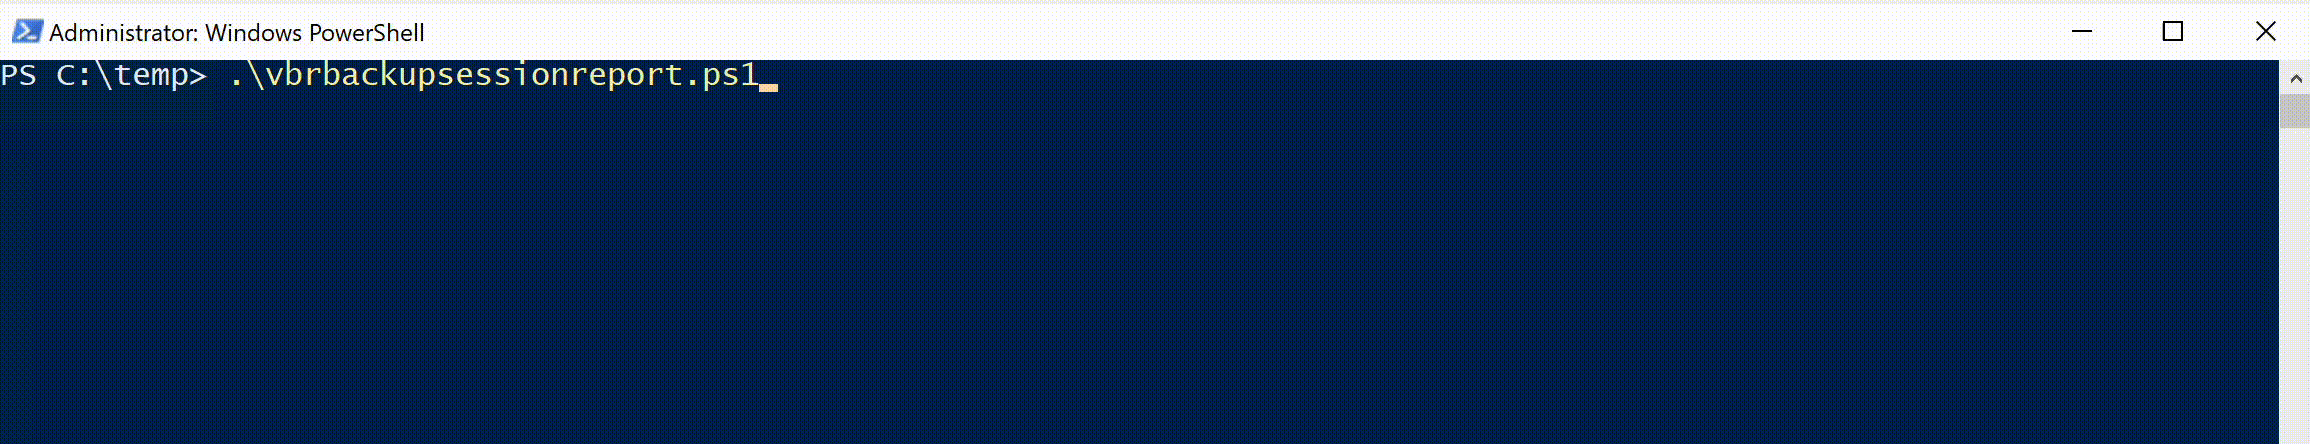 Administrator: Windows PowerShell
PS C:\temp> .\vbrbackupsessionreport.ps1